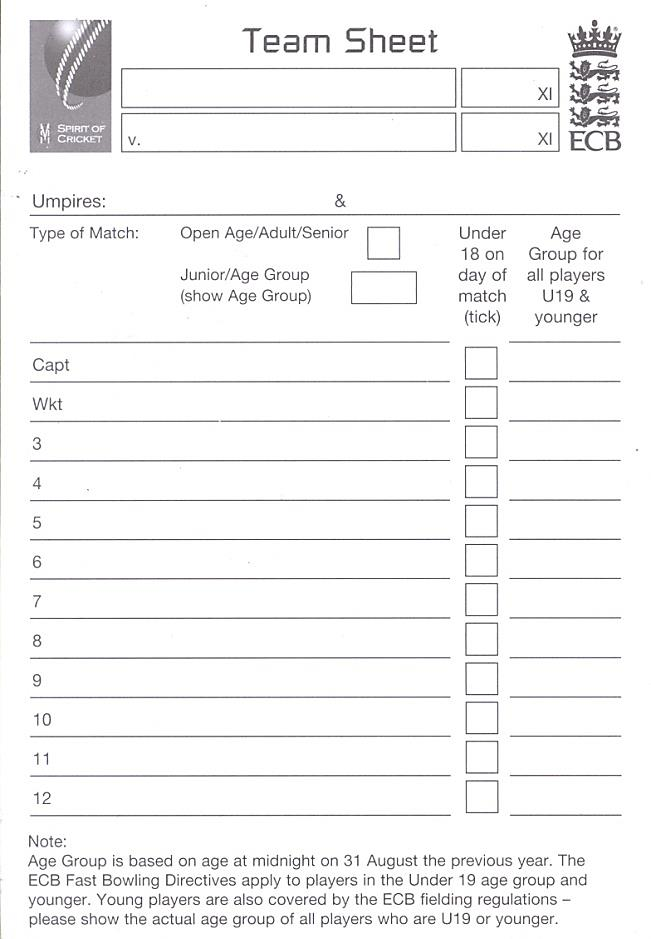 Team Sheet
XI
v. XI
SPIRIT OF
CRICKET
ECB
Umpires: &
Type of Match: Open Age/Adult/Senior
Junior/Age Group
(show Age Group)
Under
18 on
day of
match
(tick)
Age
Group for
all players
U19 &
younger
Capt
Wkt
3
4
5
6
7
8
9
10
11
12
Note:
Age Group is based on age at midnight on 31 August the previous year. The
ECB Fast Bowling Directives apply to players in the Under 19 age group and
younger. Young players are also covered by the ECB fielding regulations –
please show the actual age group of all players who are U19 or younger.